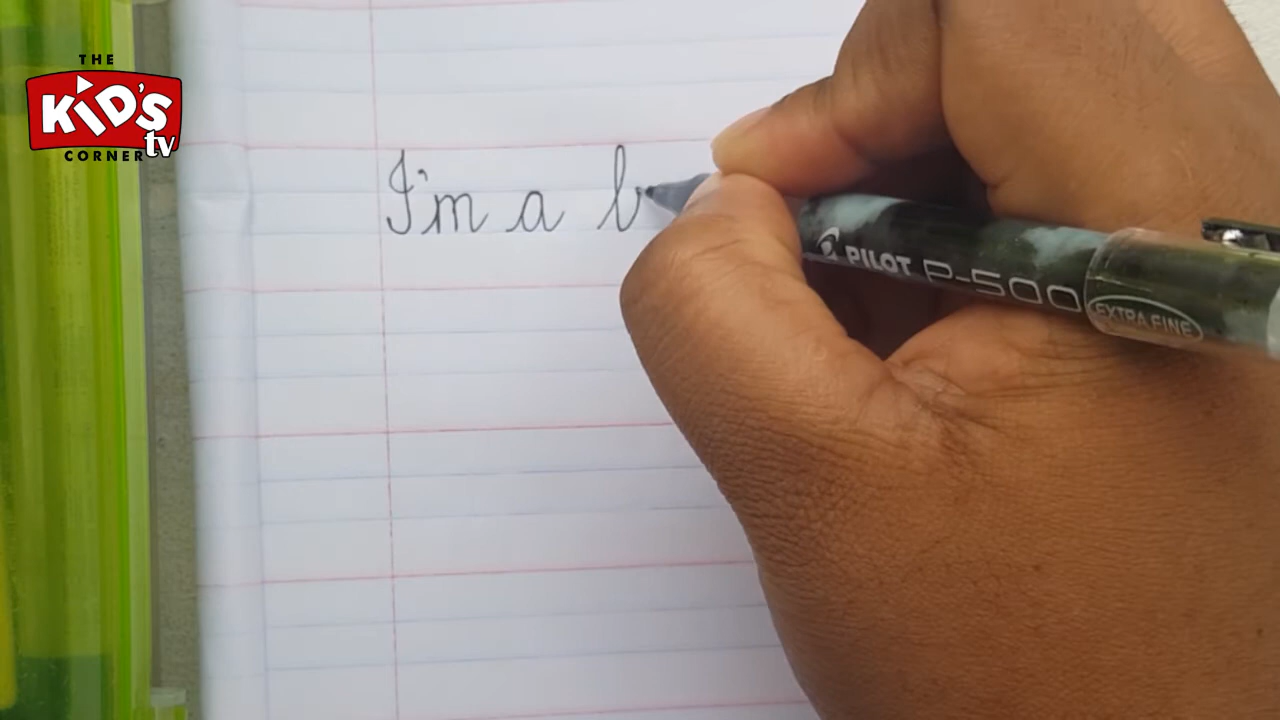 THE
KiD's
tv
CORNER
I'm a b
PILOT P-500
EXTRA FINE